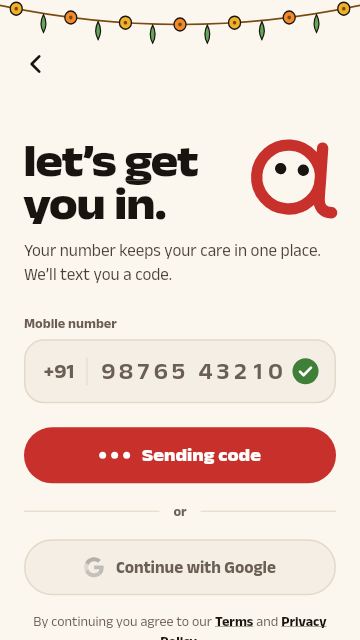 let’s get
you in.
Your number keeps your care in one place.
We’ll text you a code.
Mobile number
+91 98765 43210
Sending code
or
Continue with Google
By continuing you agree to our Terms and Privacy
Policy